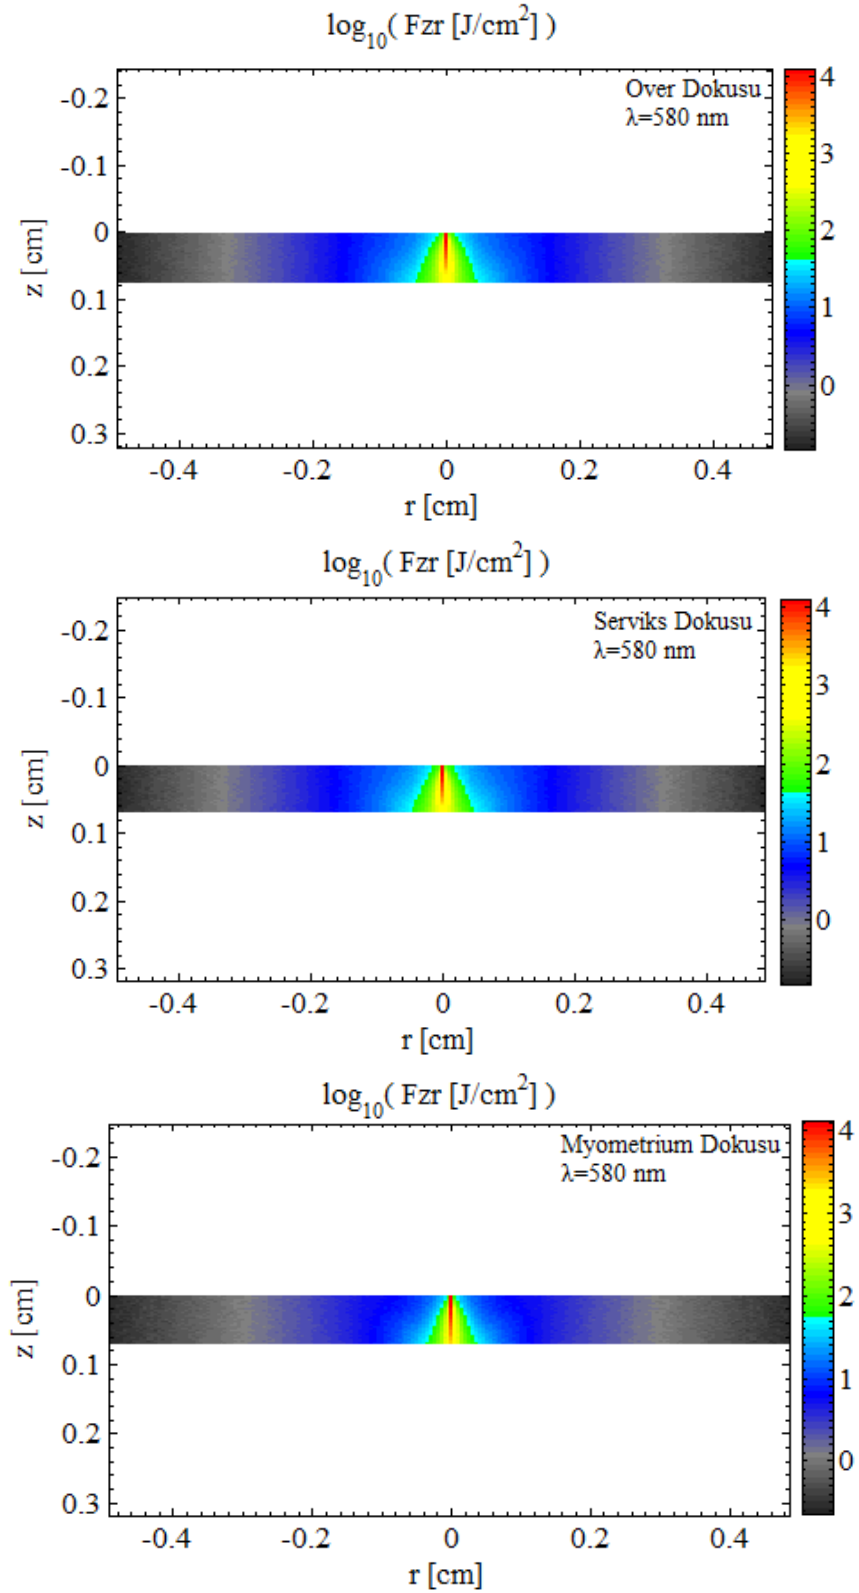 log₁₀( Fzr [J/cm²] )
Over Dokusu
λ=580 nm
4
3
2
1
0
-0.2
-0.1
0
0.1
0.2
0.3
z [cm]
-0.4 -0.2 0 0.2 0.4
r [cm]
log₁₀( Fzr [J/cm²] )
Serviks Dokusu
λ=580 nm
4
3
2
1
0
-0.2
-0.1
0
0.1
0.2
0.3
z [cm]
-0.4 -0.2 0 0.2 0.4
r [cm]
log₁₀( Fzr [J/cm²] )
Myometrium Dokusu
λ=580 nm
4
3
2
1
0
-0.2
-0.1
0
0.1
0.2
0.3
z [cm]
-0.4 -0.2 0 0.2 0.4
r [cm]